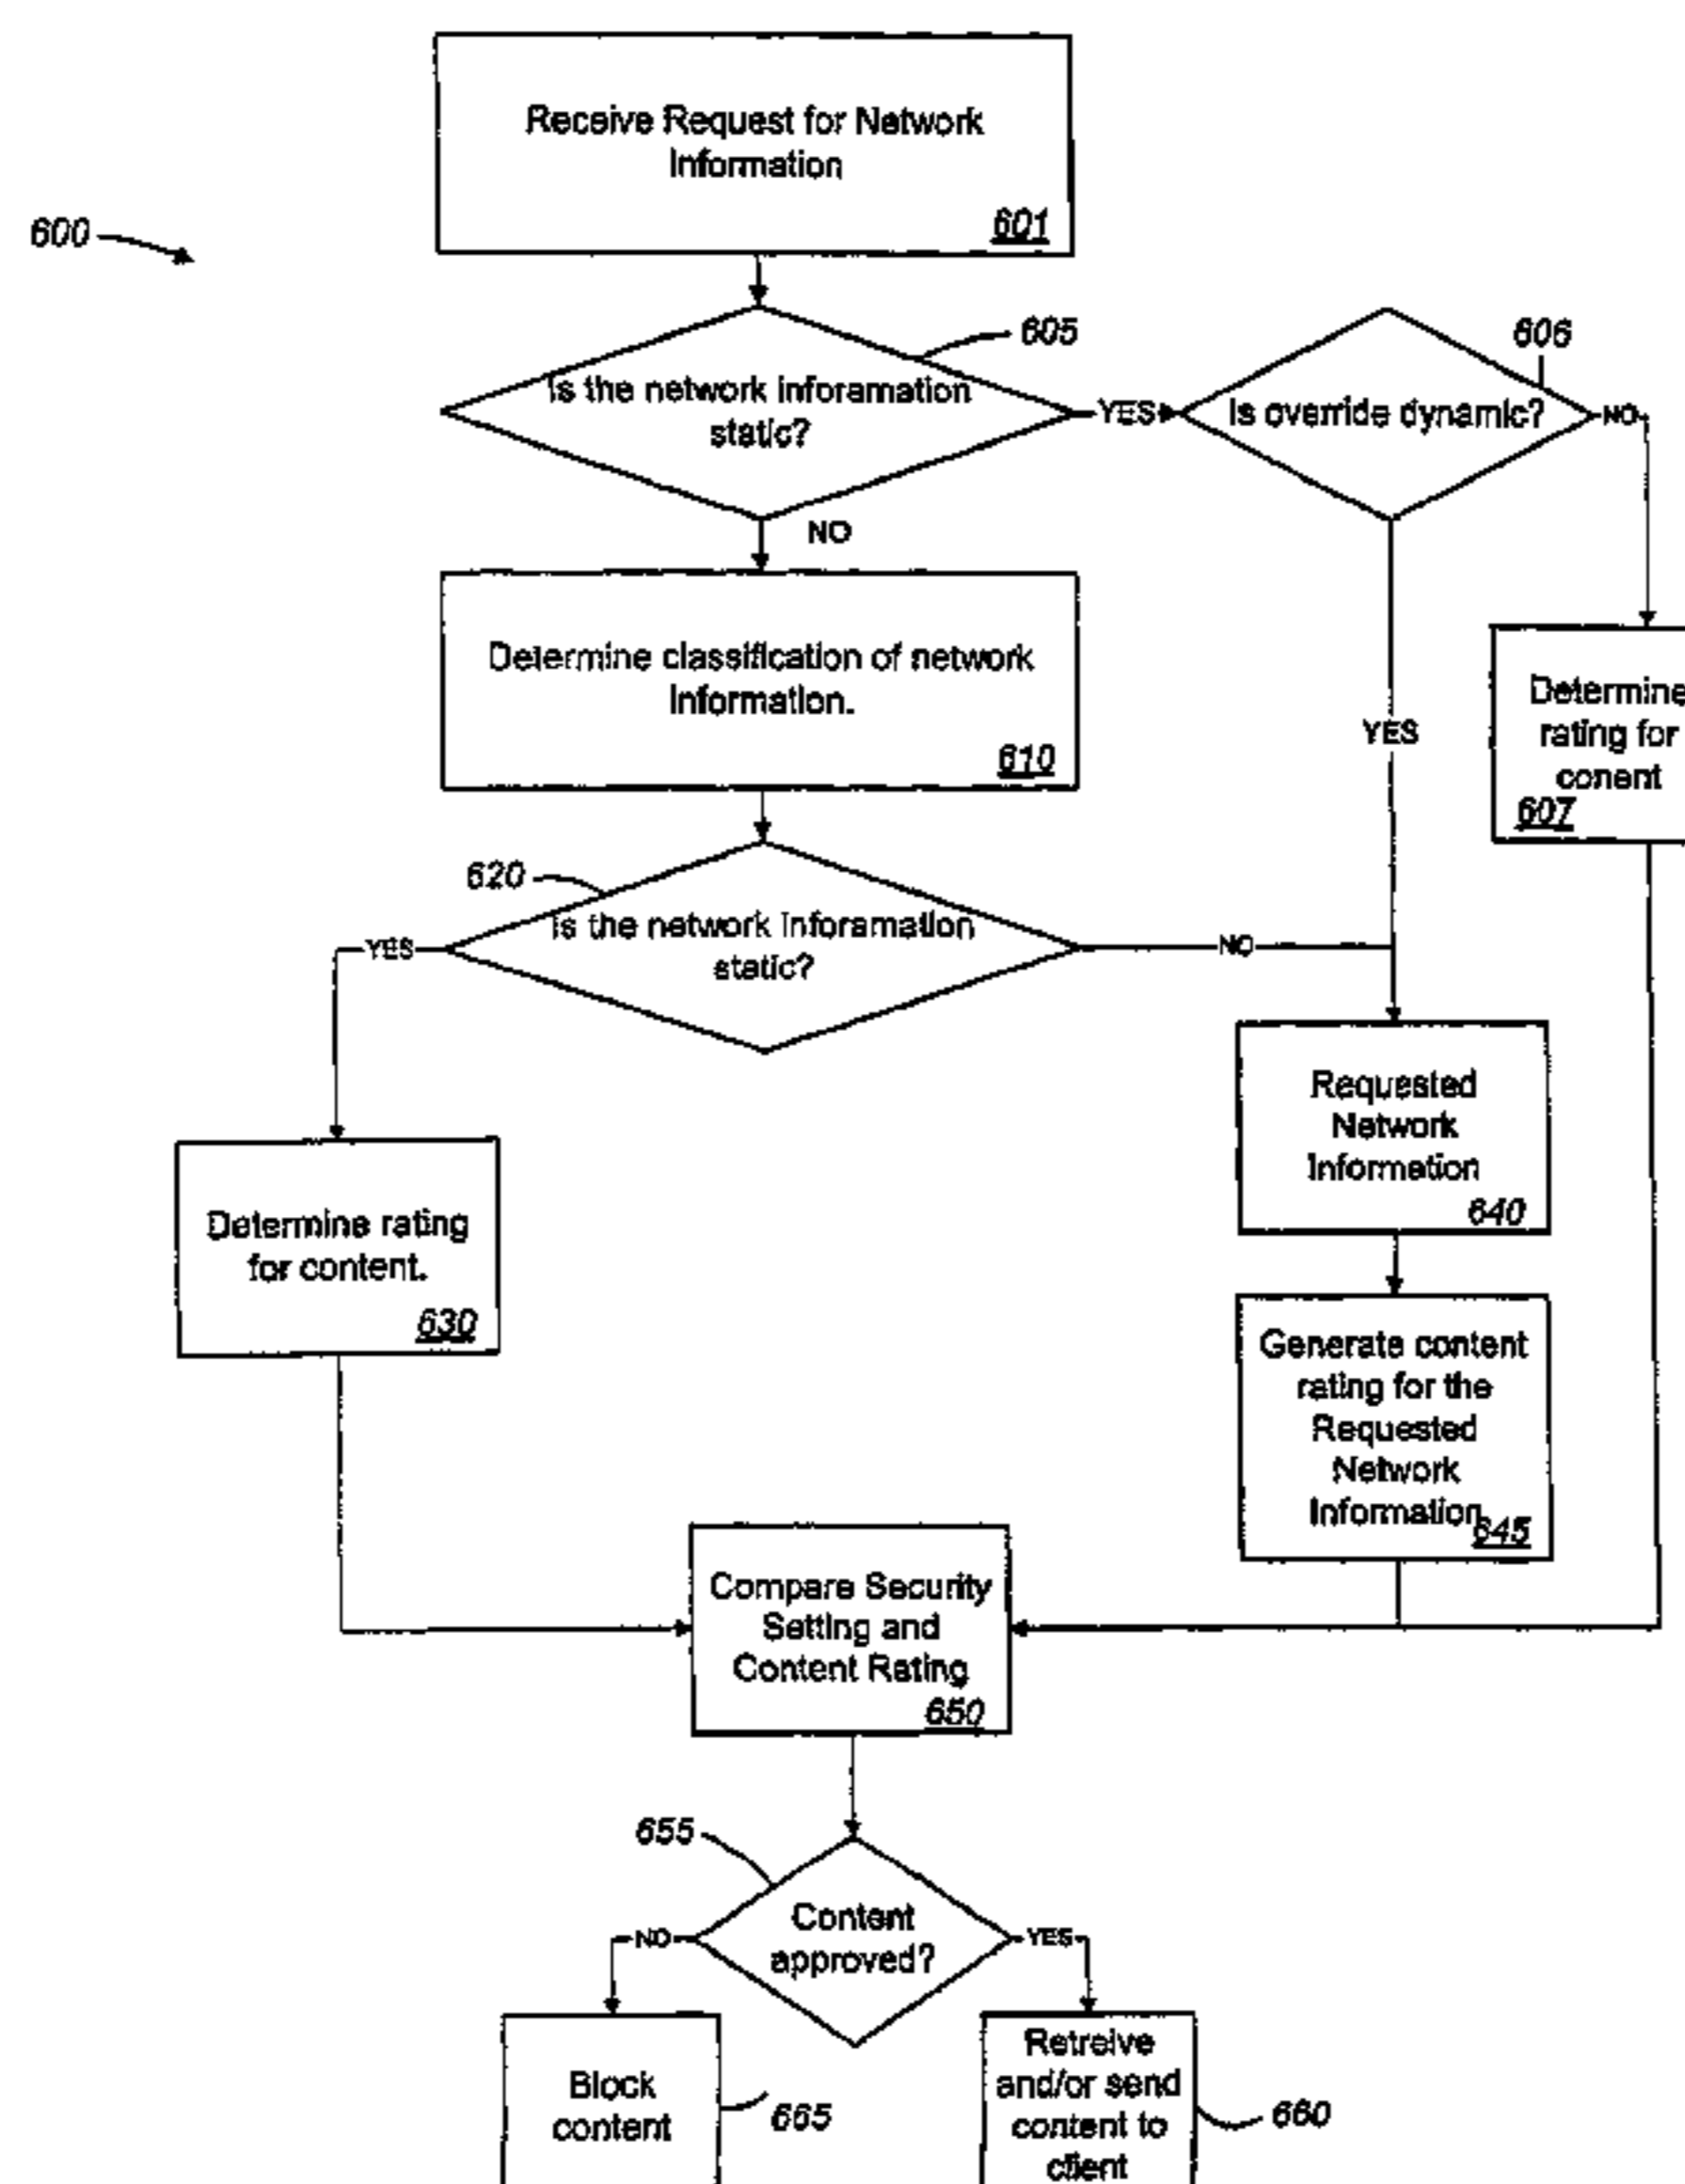 Receive Request for Network
Information
601
600
605
606
Is the network inforamation
static?
YES
Is override dynamic?
NO
NO
Determine classification of network
Information.
610
YES
Determine
rating for
conent
607
620
Is the network inforamation
static?
YES
NO
Requested
Network
Information
640
Determine rating
for content.
630
Generate content
rating for the
Requested
Network
Information
645
Compare Security
Setting and
Content Rating
650
655
Content
approved?
NO
YES
Block
content
665
Retreive
and/or send
content to
client
660